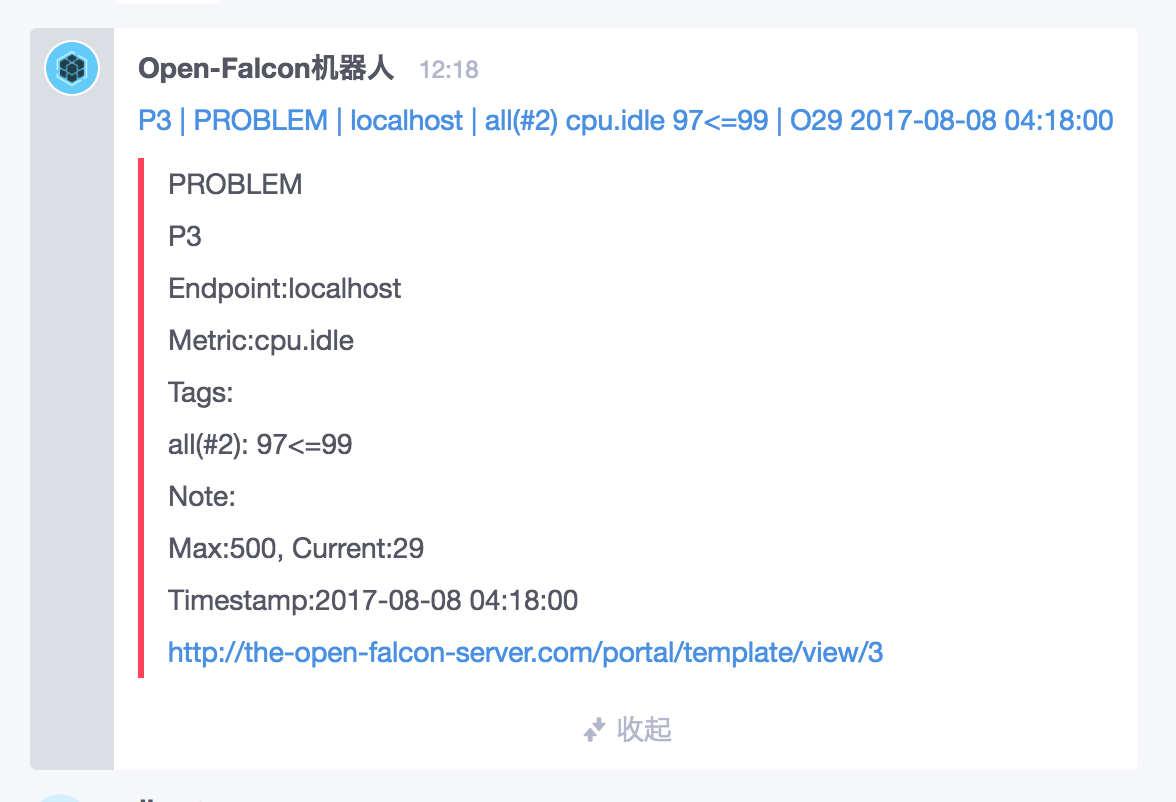 Open-Falcon机器人 12:18
P3 | PROBLEM | localhost | all(#2) cpu.idle 97<=99 | O29 2017-08-08 04:18:00
PROBLEM
P3
Endpoint:localhost
Metric:cpu.idle
Tags:
all(#2): 97<=99
Note:
Max:500, Current:29
Timestamp:2017-08-08 04:18:00
http://the-open-falcon-server.com/portal/template/view/3
收起